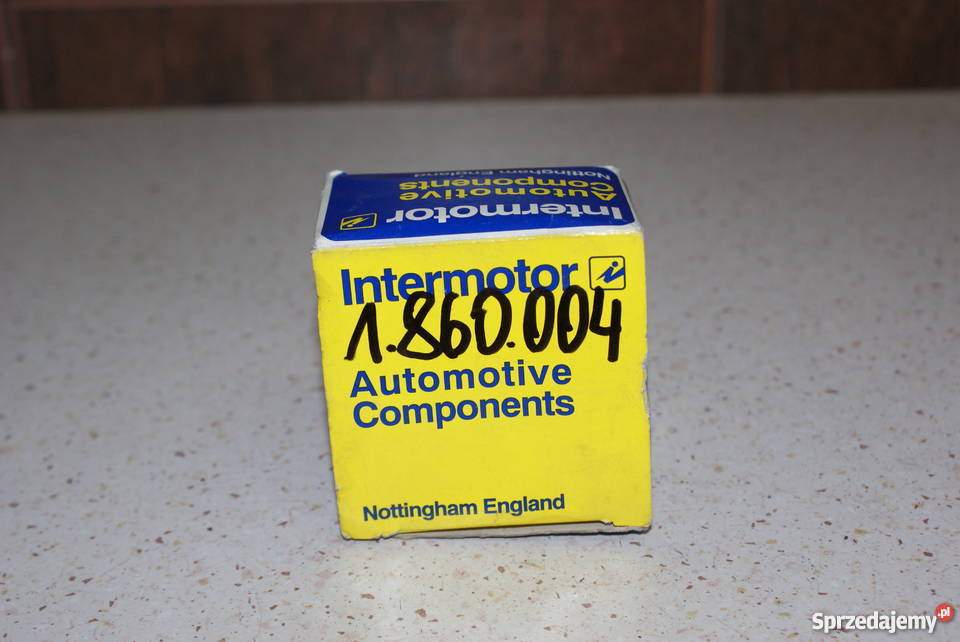 Nottingham England
Automotive
Components
Intermotor
Intermotor
1.860.004
Automotive
Components
Nottingham England
Sprzedajemy.pl